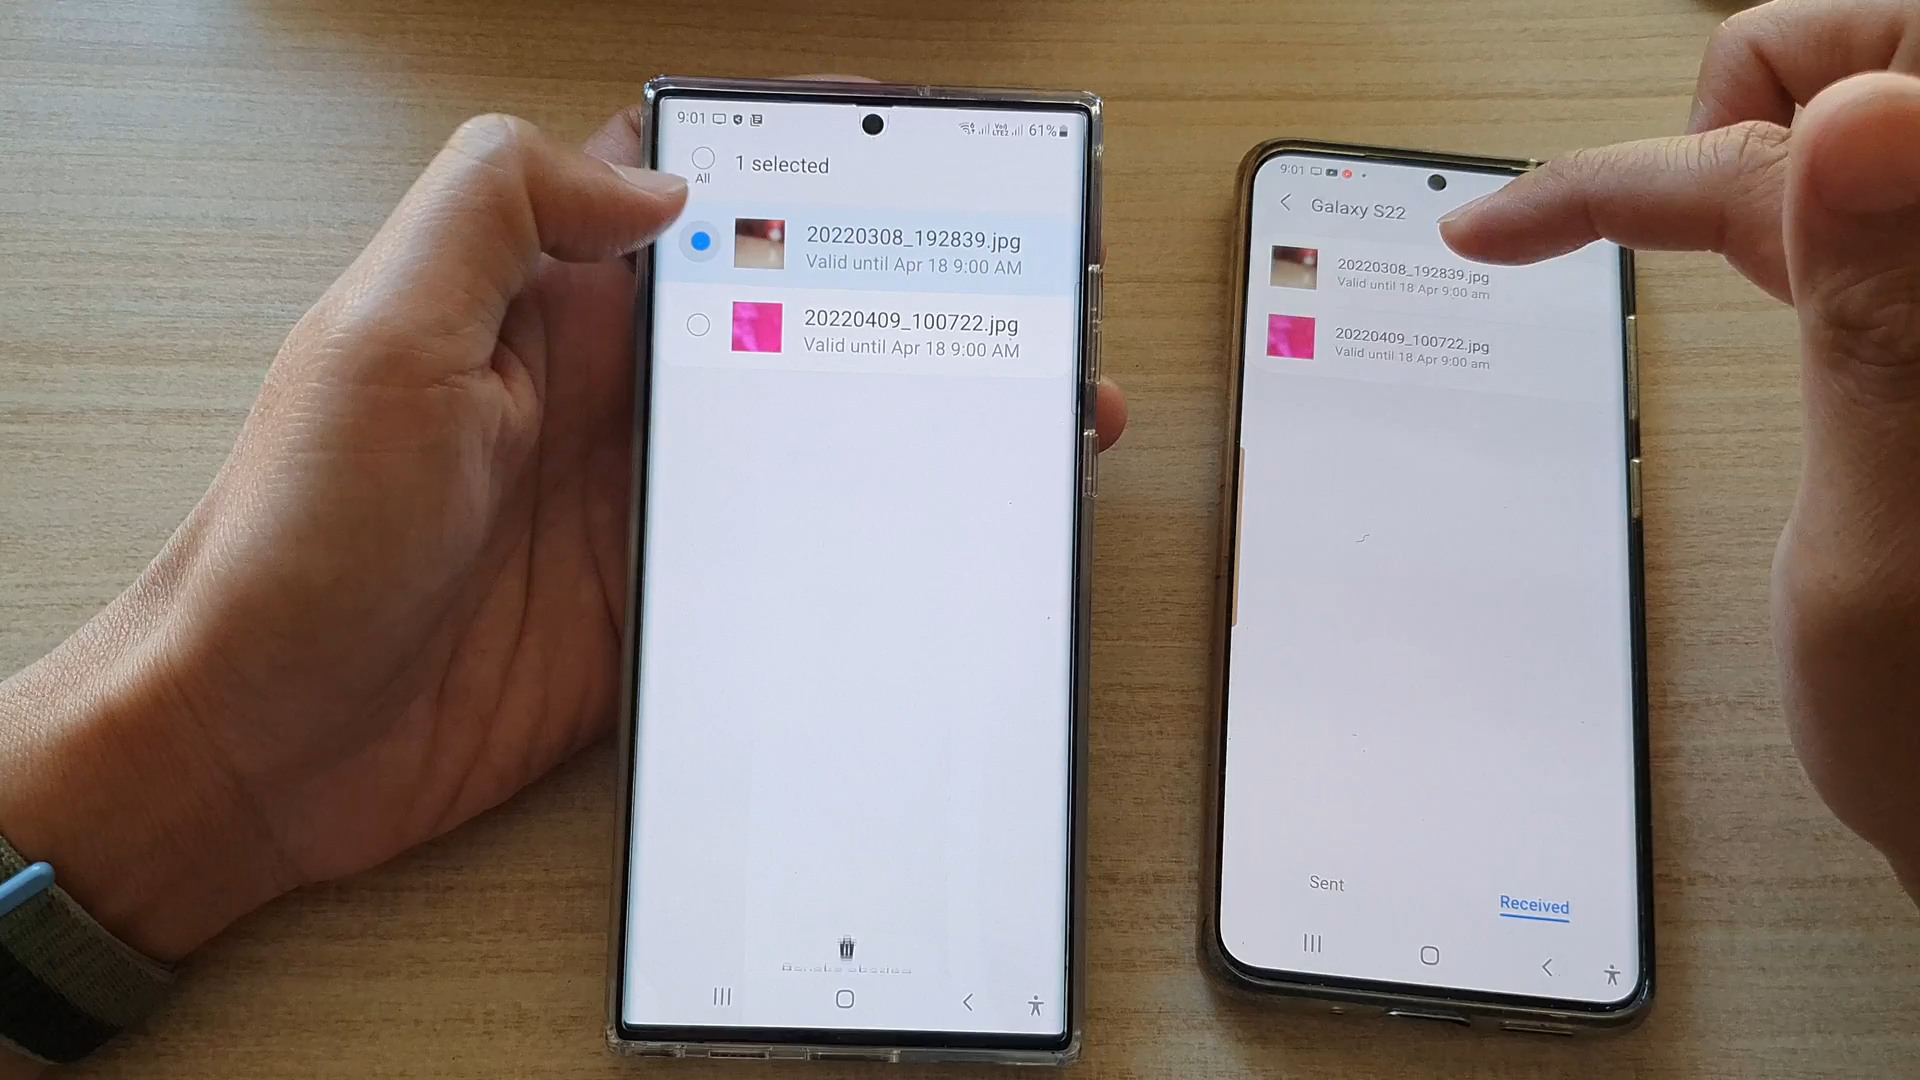 9:01
61%
All
1 selected
20220308_192839.jpg
Valid until Apr 18 9:00 AM
20220409_100722.jpg
Valid until Apr 18 9:00 AM
9:01
Galaxy S22
20220308_192839.jpg
Valid until 18 Apr 9:00 am
20220409_100722.jpg
Valid until 18 Apr 9:00 am
Sent
Received